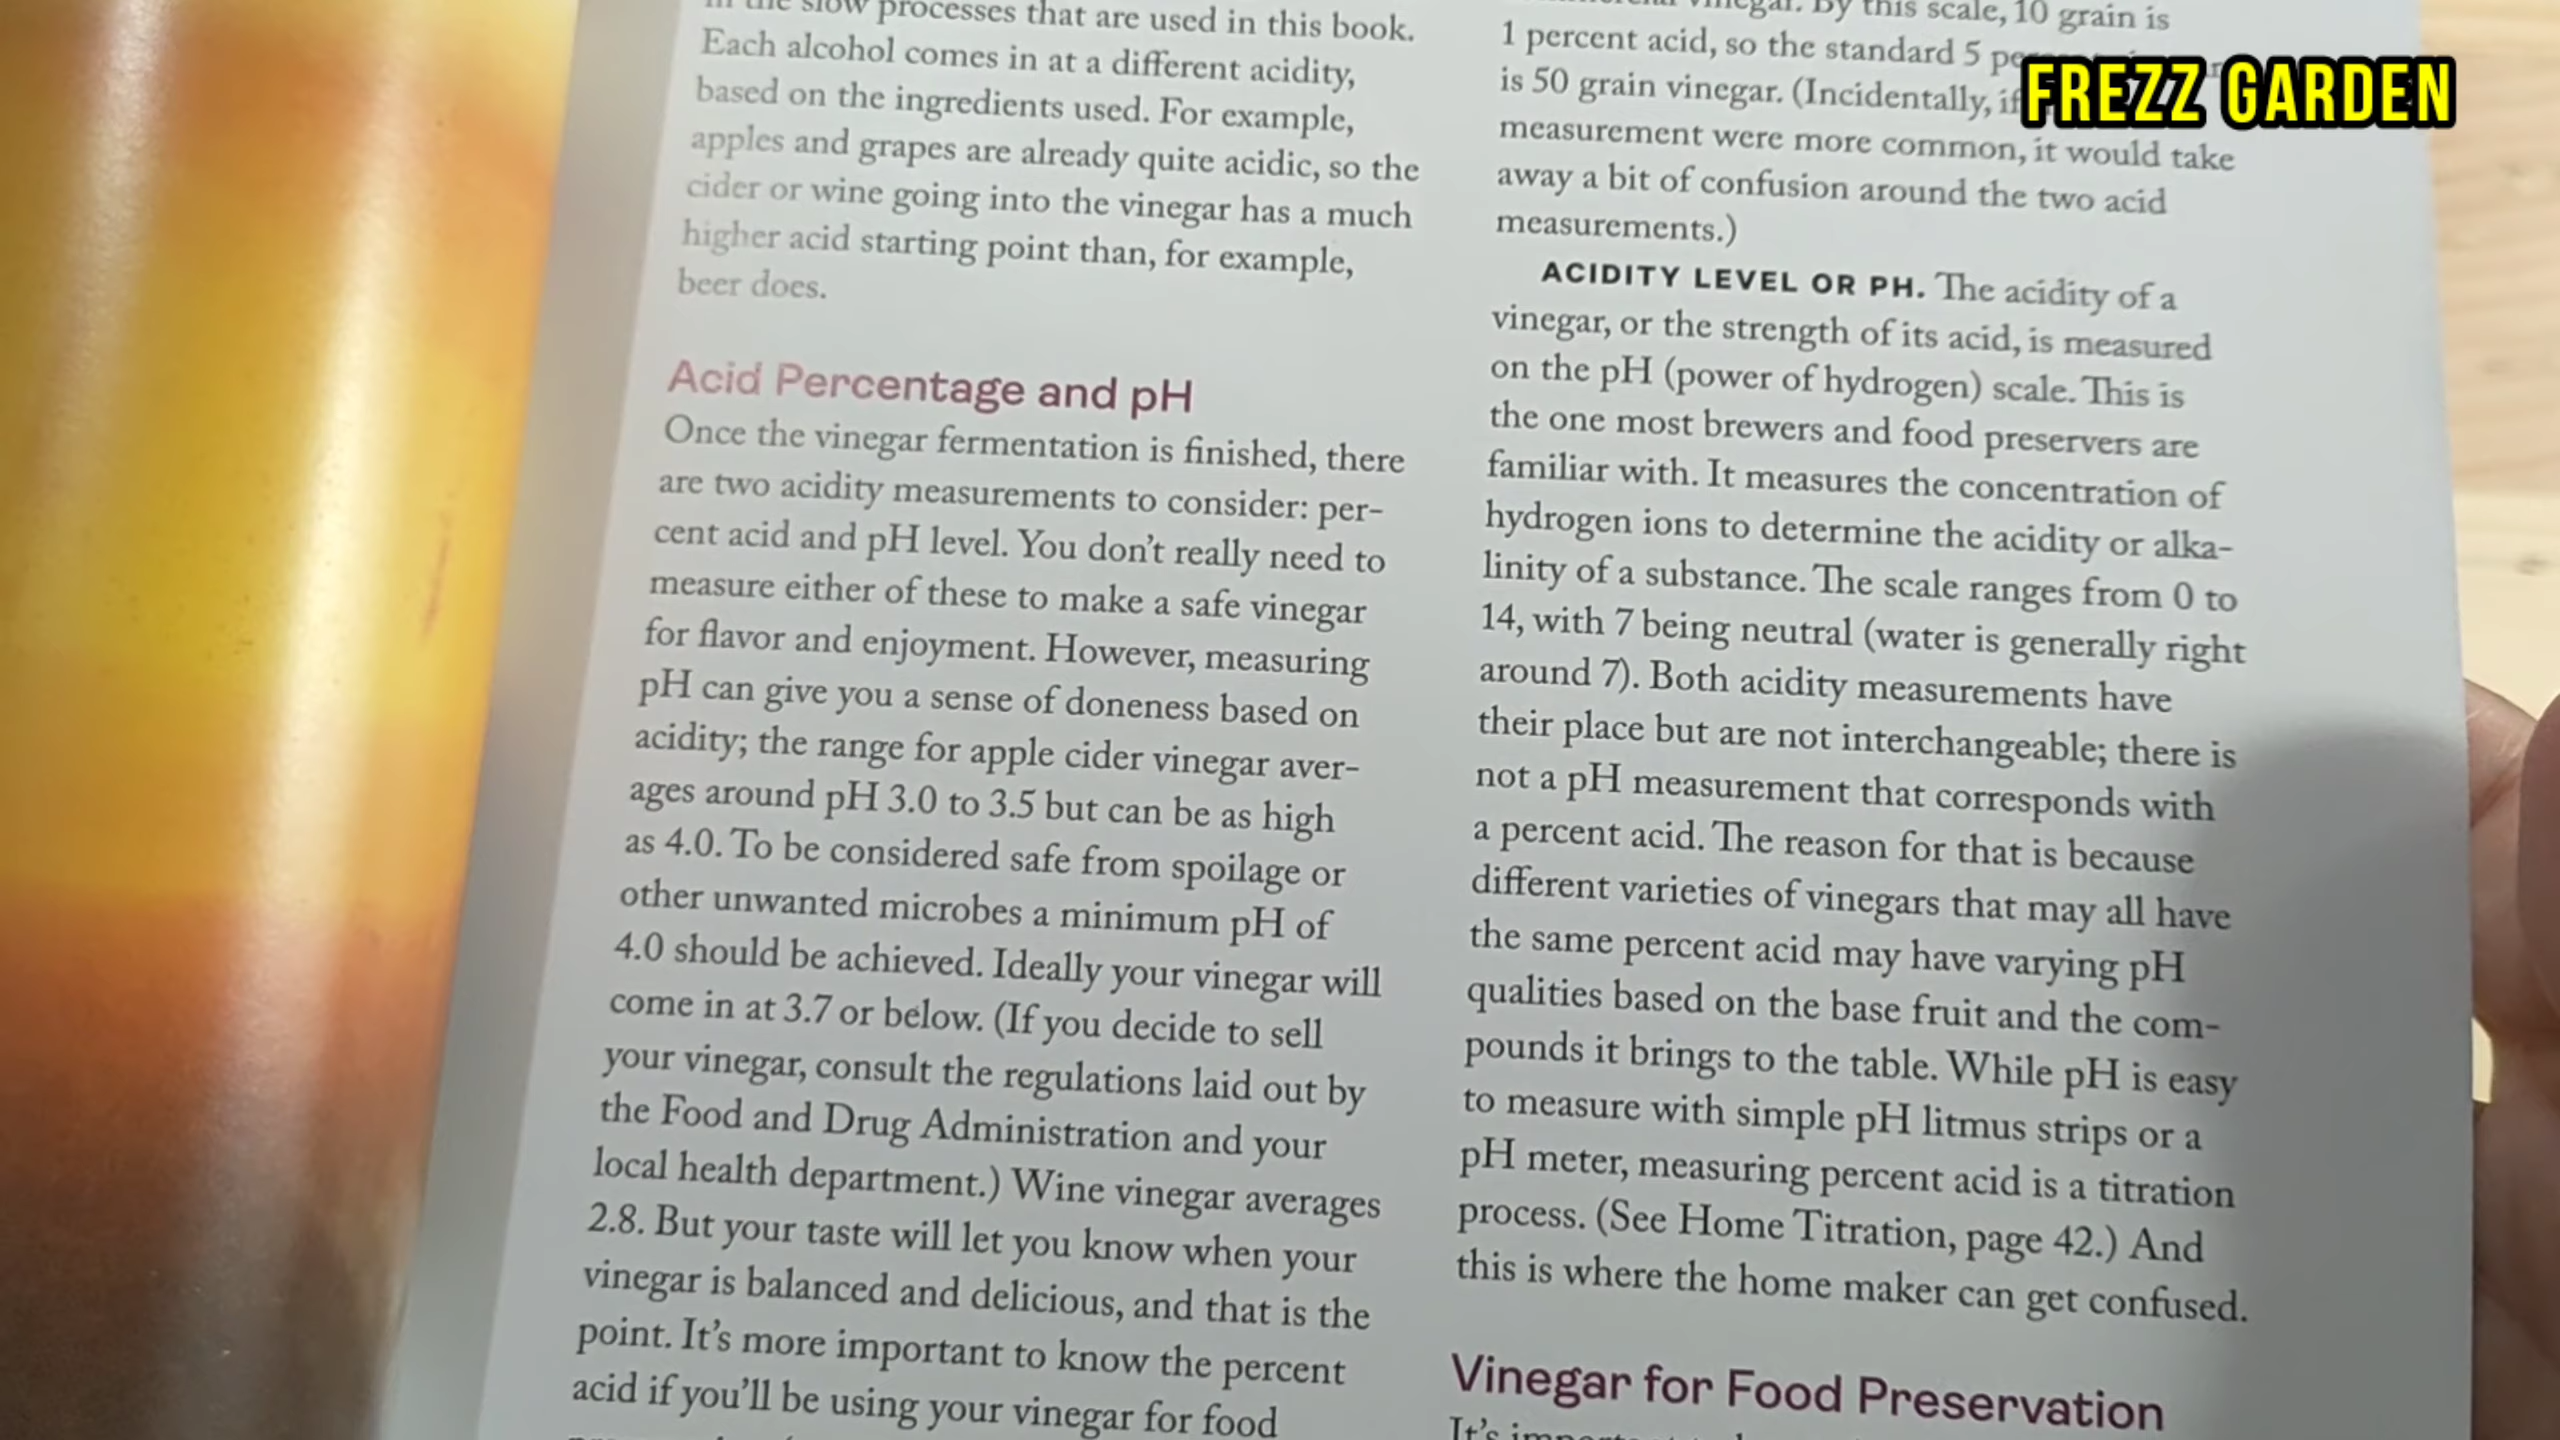 the slow processes that are used in this book.
Each alcohol comes in at a different acidity,
based on the ingredients used. For example,
apples and grapes are already quite acidic, so the
cider or wine going into the vinegar has a much
higher acid starting point than, for example,
beer does.
Acid Percentage and pH
Once the vinegar fermentation is finished, there
are two acidity measurements to consider: per-
cent acid and pH level. You don't really need to
measure either of these to make a safe vinegar
for flavor and enjoyment. However, measuring
pH can give you a sense of doneness based on
acidity; the range for apple cider vinegar aver-
ages around pH 3.0 to 3.5 but can be as high
as 4.0. To be considered safe from spoilage or
other unwanted microbes a minimum pH of
4.0 should be achieved. Ideally your vinegar will
come in at 3.7 or below. (If you decide to sell
your vinegar, consult the regulations laid out by
the Food and Drug Administration and your
local health department.) Wine vinegar averages
2.8. But your taste will let you know when your
vinegar is balanced and delicious, and that is the
point. It's more important to know the percent
acid if you'll be using your vinegar for food
vinegar. By this scale, 10 grain is
1 percent acid, so the standard 5
is 50 grain vinegar. (Incidentally, if
measurement were more common, it would take
away a bit of confusion around the two acid
measurements.)
ACIDITY LEVEL OR PH. The acidity of a
vinegar, or the strength of its acid, is measured
on the pH (power of hydrogen) scale. This is
the one most brewers and food preservers are
familiar with. It measures the concentration of
hydrogen ions to determine the acidity or alka-
linity of a substance. The scale ranges from 0 to
14, with 7 being neutral (water is generally right
around 7). Both acidity measurements have
their place but are not interchangeable; there is
not a pH measurement that corresponds with
a percent acid. The reason for that is because
different varieties of vinegars that may all have
the same percent acid may have varying pH
qualities based on the base fruit and the com-
pounds it brings to the table. While pH is easy
to measure with simple pH litmus strips or a
pH meter, measuring percent acid is a titration
process. (See Home Titration, page 42.) And
this is where the home maker can get confused.
Vinegar for Food Preservation
It's
FREZZ GARDEN